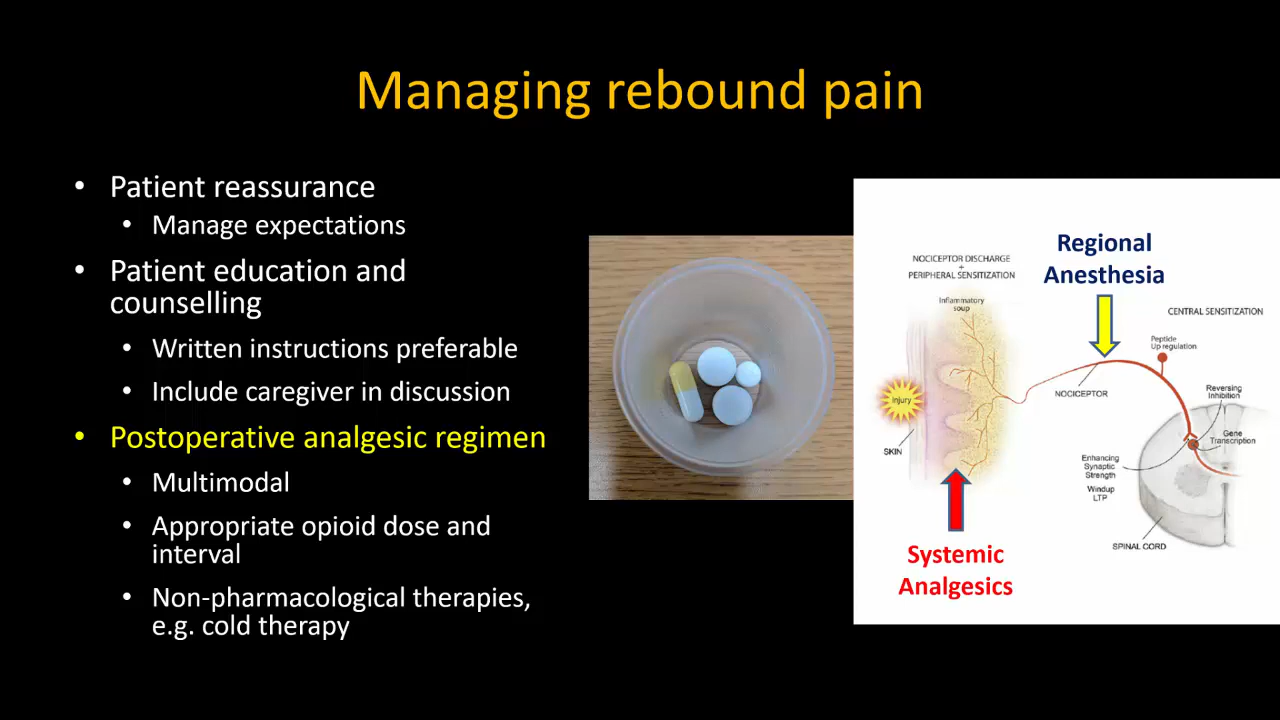 Managing rebound pain
• Patient reassurance
• Manage expectations
• Patient education and
counselling
• Written instructions preferable
• Include caregiver in discussion
• Postoperative analgesic regimen
• Multimodal
• Appropriate opioid dose and
interval
• Non-pharmacological therapies,
e.g. cold therapy
Regional
Anesthesia
NOCICEPTOR DISCHARGE
+
PERIPHERAL SENSITIZATION
Inflammatory
soup
CENTRAL SENSITIZATION
Peptide
Up regulation
NOCICEPTOR
Injury
SKIN
Reversing
Inhibition
Gene
Transcription
Enhancing
Synaptic
Strength
Windup
LTP
SPINAL CORD
Systemic
Analgesics